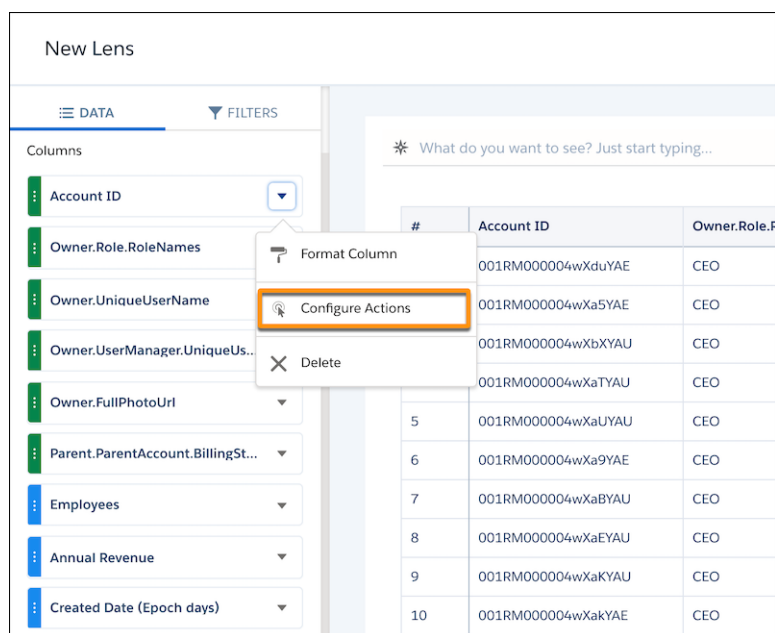 New Lens
DATA
FILTERS
Columns
What do you want to see? Just start typing...
Account ID
Owner.Role.RoleNames
Owner.UniqueUserName
Owner.UserManager.UniqueUs...
Owner.FullPhotoUrl
Parent.ParentAccount.BillingSt...
Employees
Annual Revenue
Created Date (Epoch days)
Format Column
Configure Actions
Delete
# Account ID Owner.Role.
001RM000004wXduYAE CEO
001RM000004wXa5YAE CEO
001RM000004wXbXYAU CEO
001RM000004wXaTYAU CEO
5 001RM000004wXaUYAU CEO
6 001RM000004wXa9YAE CEO
7 001RM000004wXaBYAU CEO
8 001RM000004wXaEYAU CEO
9 001RM000004wXaKYAU CEO
10 001RM000004wXakYAE CEO